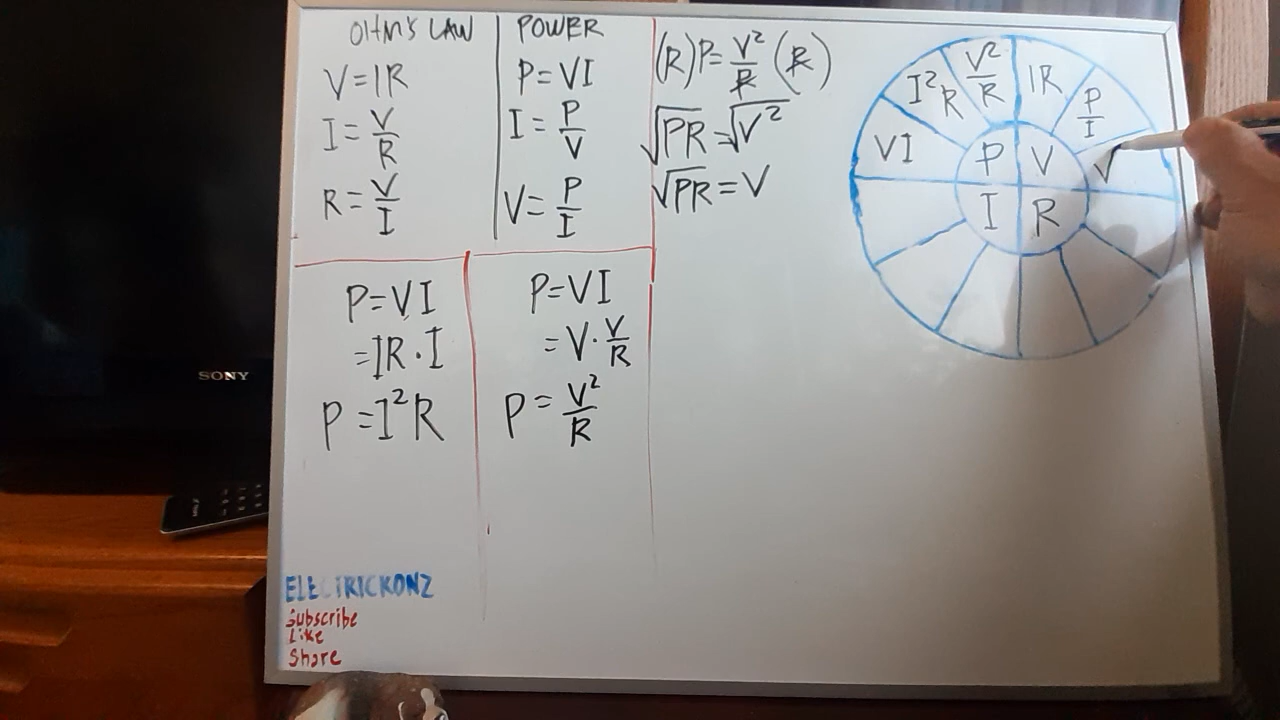 OHM'S LAW
V=IR
I=V/R
R=V/I
POWER
P=VI
I=P/V
V=P/I
(R)P=V²/R(R)
√PR=√V²
√PR=V
P=VI
=IR·I
P=I²R
P=VI
=V·V/R
P=V²/R
VI
I²R
V²/R
IR
P/I
√
P
V
I
R
SONY
ELECTRICKONZ
Subscribe
Like
Share